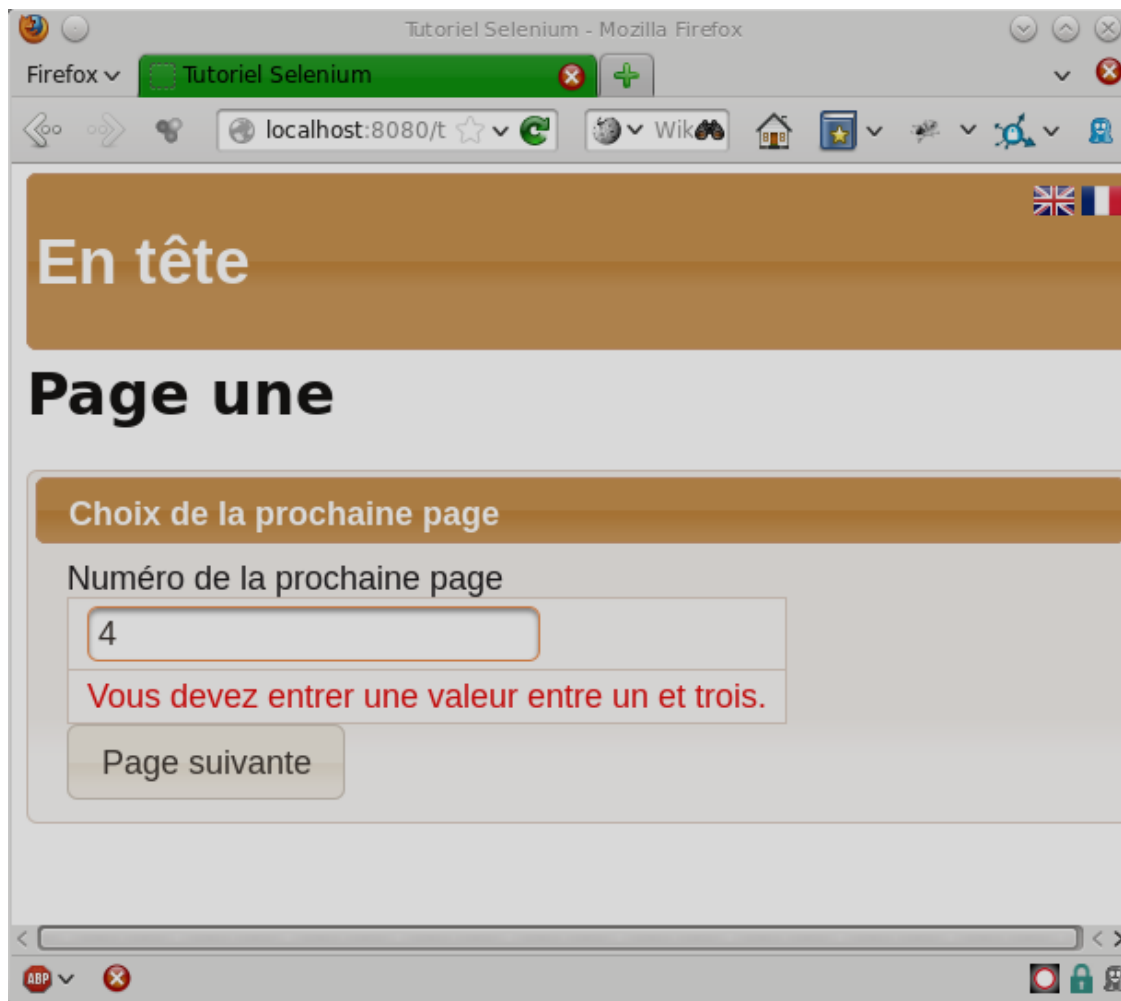 Tutoriel Selenium - Mozilla Firefox
Firefox Tutoriel Selenium
localhost:8080/t Wik
En tête
Page une
Choix de la prochaine page
Numéro de la prochaine page
4
Vous devez entrer une valeur entre un et trois.
Page suivante
ABP